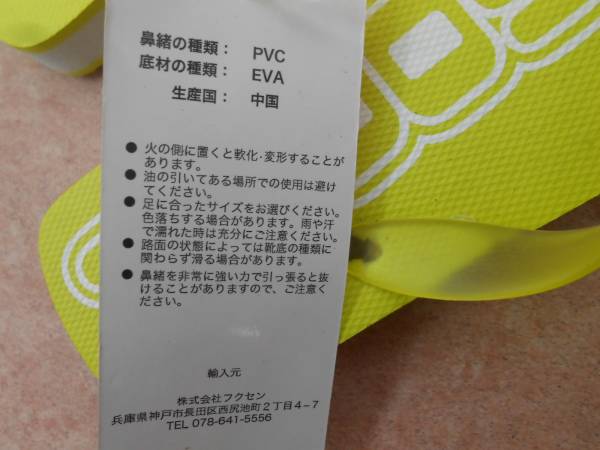 鼻緒の種類： PVC
底材の種類： EVA
生産国： 中国
● 火の側に置くと軟化･変形することが
あります。
● 油の引いてある場所での使用は避け
てください。
● 足に合ったサイズをお選びください。
色落ちする場合があります。雨や汗
で濡れた時は充分にご注意ください。
● 路面の状態によっては靴底の種類に
関わらず滑る場合があります。
● 鼻緒を非常に強い力で引っ張ると抜
けることがありますので、ご注意く
ださい。
輸入元
株式会社フクセン
兵庫県神戸市長田区西尻池町2丁目4−7
TEL 078-641-5556